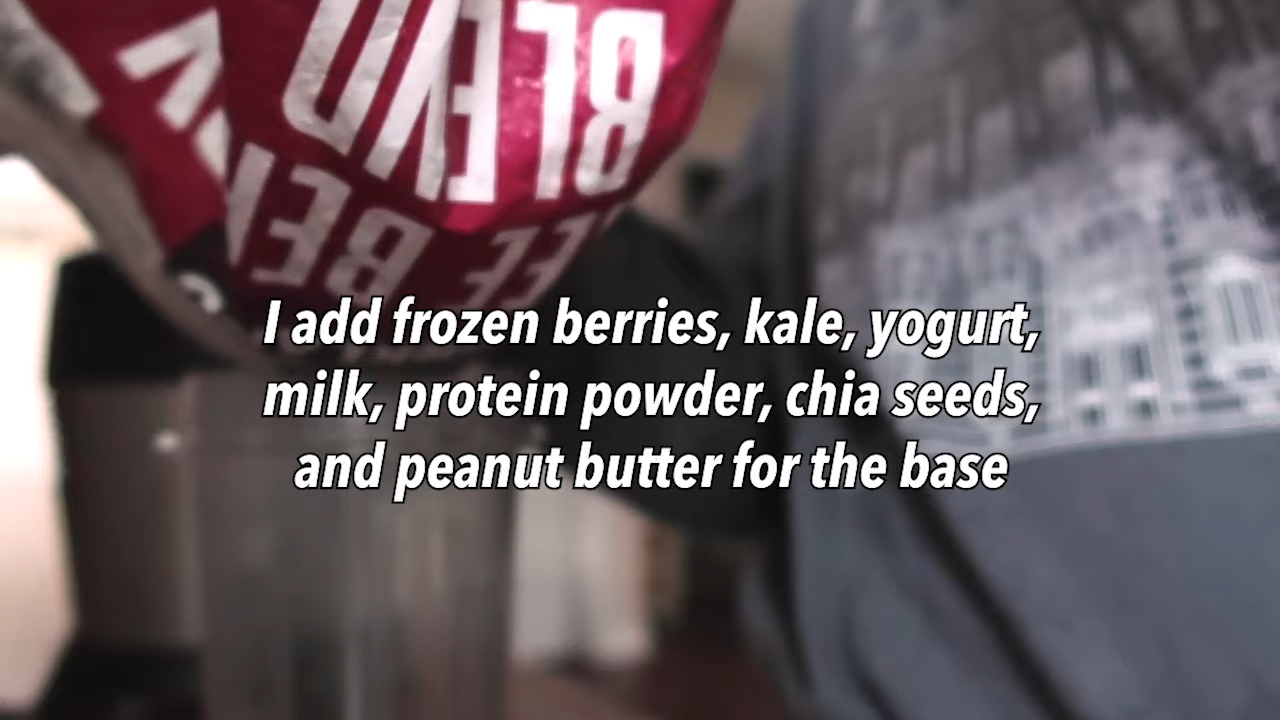 BLEND
I add frozen berries, kale, yogurt,
milk, protein powder, chia seeds,
and peanut butter for the base